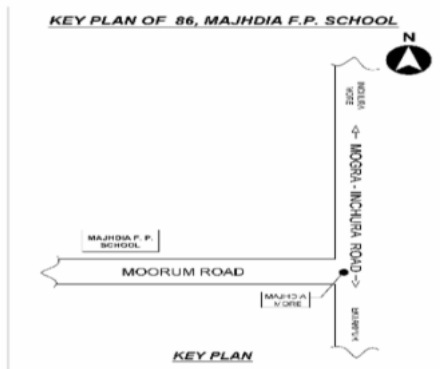 KEY PLAN OF 86, MAJHDIA F.P. SCHOOL
N
INCHURA
MORE
MOGRA - INCHURA ROAD
MAJHDIA F. P.
SCHOOL
MOORUM ROAD
MAJHDIA
MORE
KEY PLAN